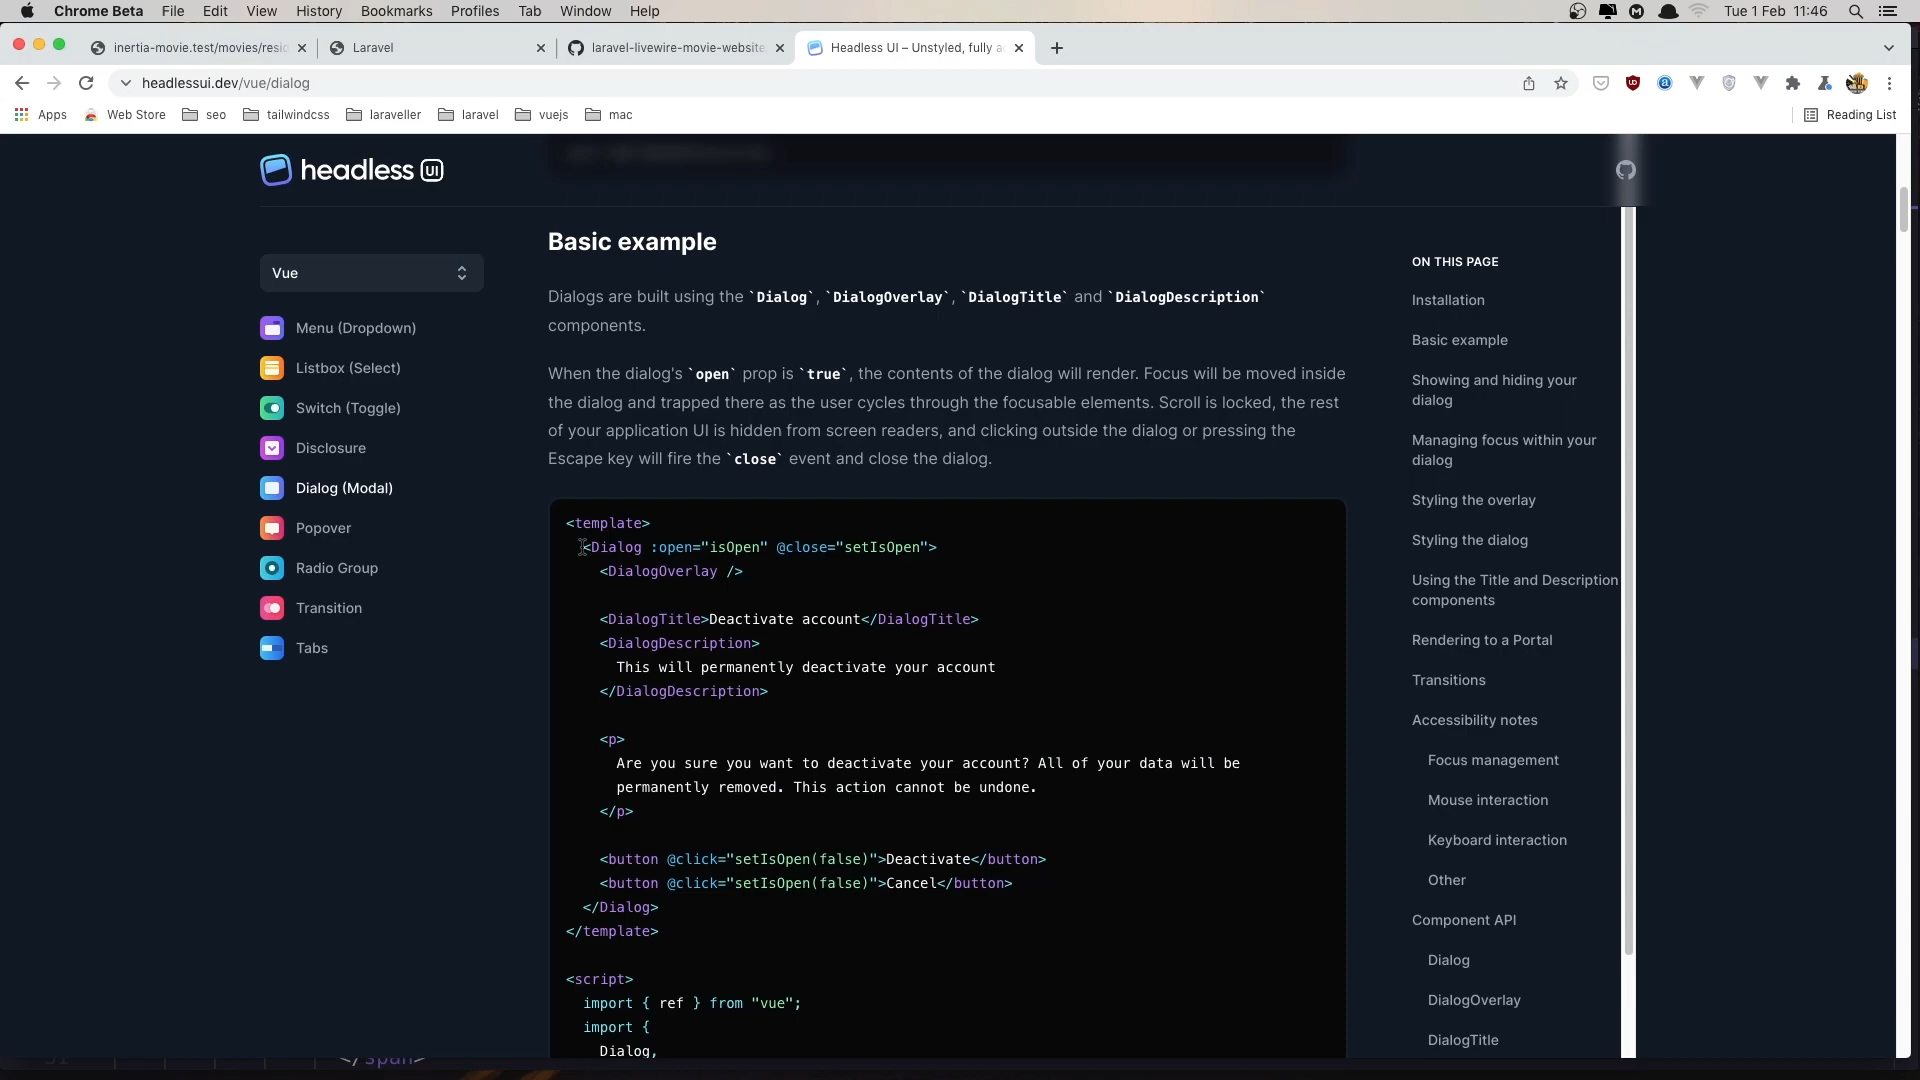 Chrome Beta File Edit View History Bookmarks Profiles Tab Window Help Tue 1 Feb 11:46
inertia-movie.test/movies/resid Laravel laravel-livewire-movie-website Headless UI – Unstyled, fully a
headlessui.dev/vue/dialog
Apps Web Store seo tailwindcss laraveller laravel vuejs mac Reading List
headless UI
Vue
Menu (Dropdown)
Listbox (Select)
Switch (Toggle)
Disclosure
Dialog (Modal)
Popover
Radio Group
Transition
Tabs
Basic example
Dialogs are built using the `Dialog`, `DialogOverlay`, `DialogTitle` and `DialogDescription`
components.
When the dialog's `open` prop is `true`, the contents of the dialog will render. Focus will be moved inside
the dialog and trapped there as the user cycles through the focusable elements. Scroll is locked, the rest
of your application UI is hidden from screen readers, and clicking outside the dialog or pressing the
Escape key will fire the `close` event and close the dialog.
<template>
<Dialog :open="isOpen" @close="setIsOpen">
<DialogOverlay />
<DialogTitle>Deactivate account</DialogTitle>
<DialogDescription>
This will permanently deactivate your account
</DialogDescription>
<p>
Are you sure you want to deactivate your account? All of your data will be
permanently removed. This action cannot be undone.
</p>
<button @click="setIsOpen(false)">Deactivate</button>
<button @click="setIsOpen(false)">Cancel</button>
</Dialog>
</template>
<script>
import { ref } from "vue";
import {
Dialog,
ON THIS PAGE
Installation
Basic example
Showing and hiding your
dialog
Managing focus within your
dialog
Styling the overlay
Styling the dialog
Using the Title and Description
components
Rendering to a Portal
Transitions
Accessibility notes
Focus management
Mouse interaction
Keyboard interaction
Other
Component API
Dialog
DialogOverlay
DialogTitle
</span>